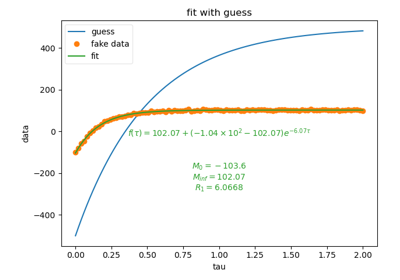 fit with guess
guess
fake data
fit
data
400
200
0
−200
−400
f(τ) = 102.07 + (−1.04 × 10² − 102.07)e^{−6.07τ}
M₀ = −103.6
M_{inf} = 102.07
R₁ = 6.0668
0.00 0.25 0.50 0.75 1.00 1.25 1.50 1.75 2.00
tau